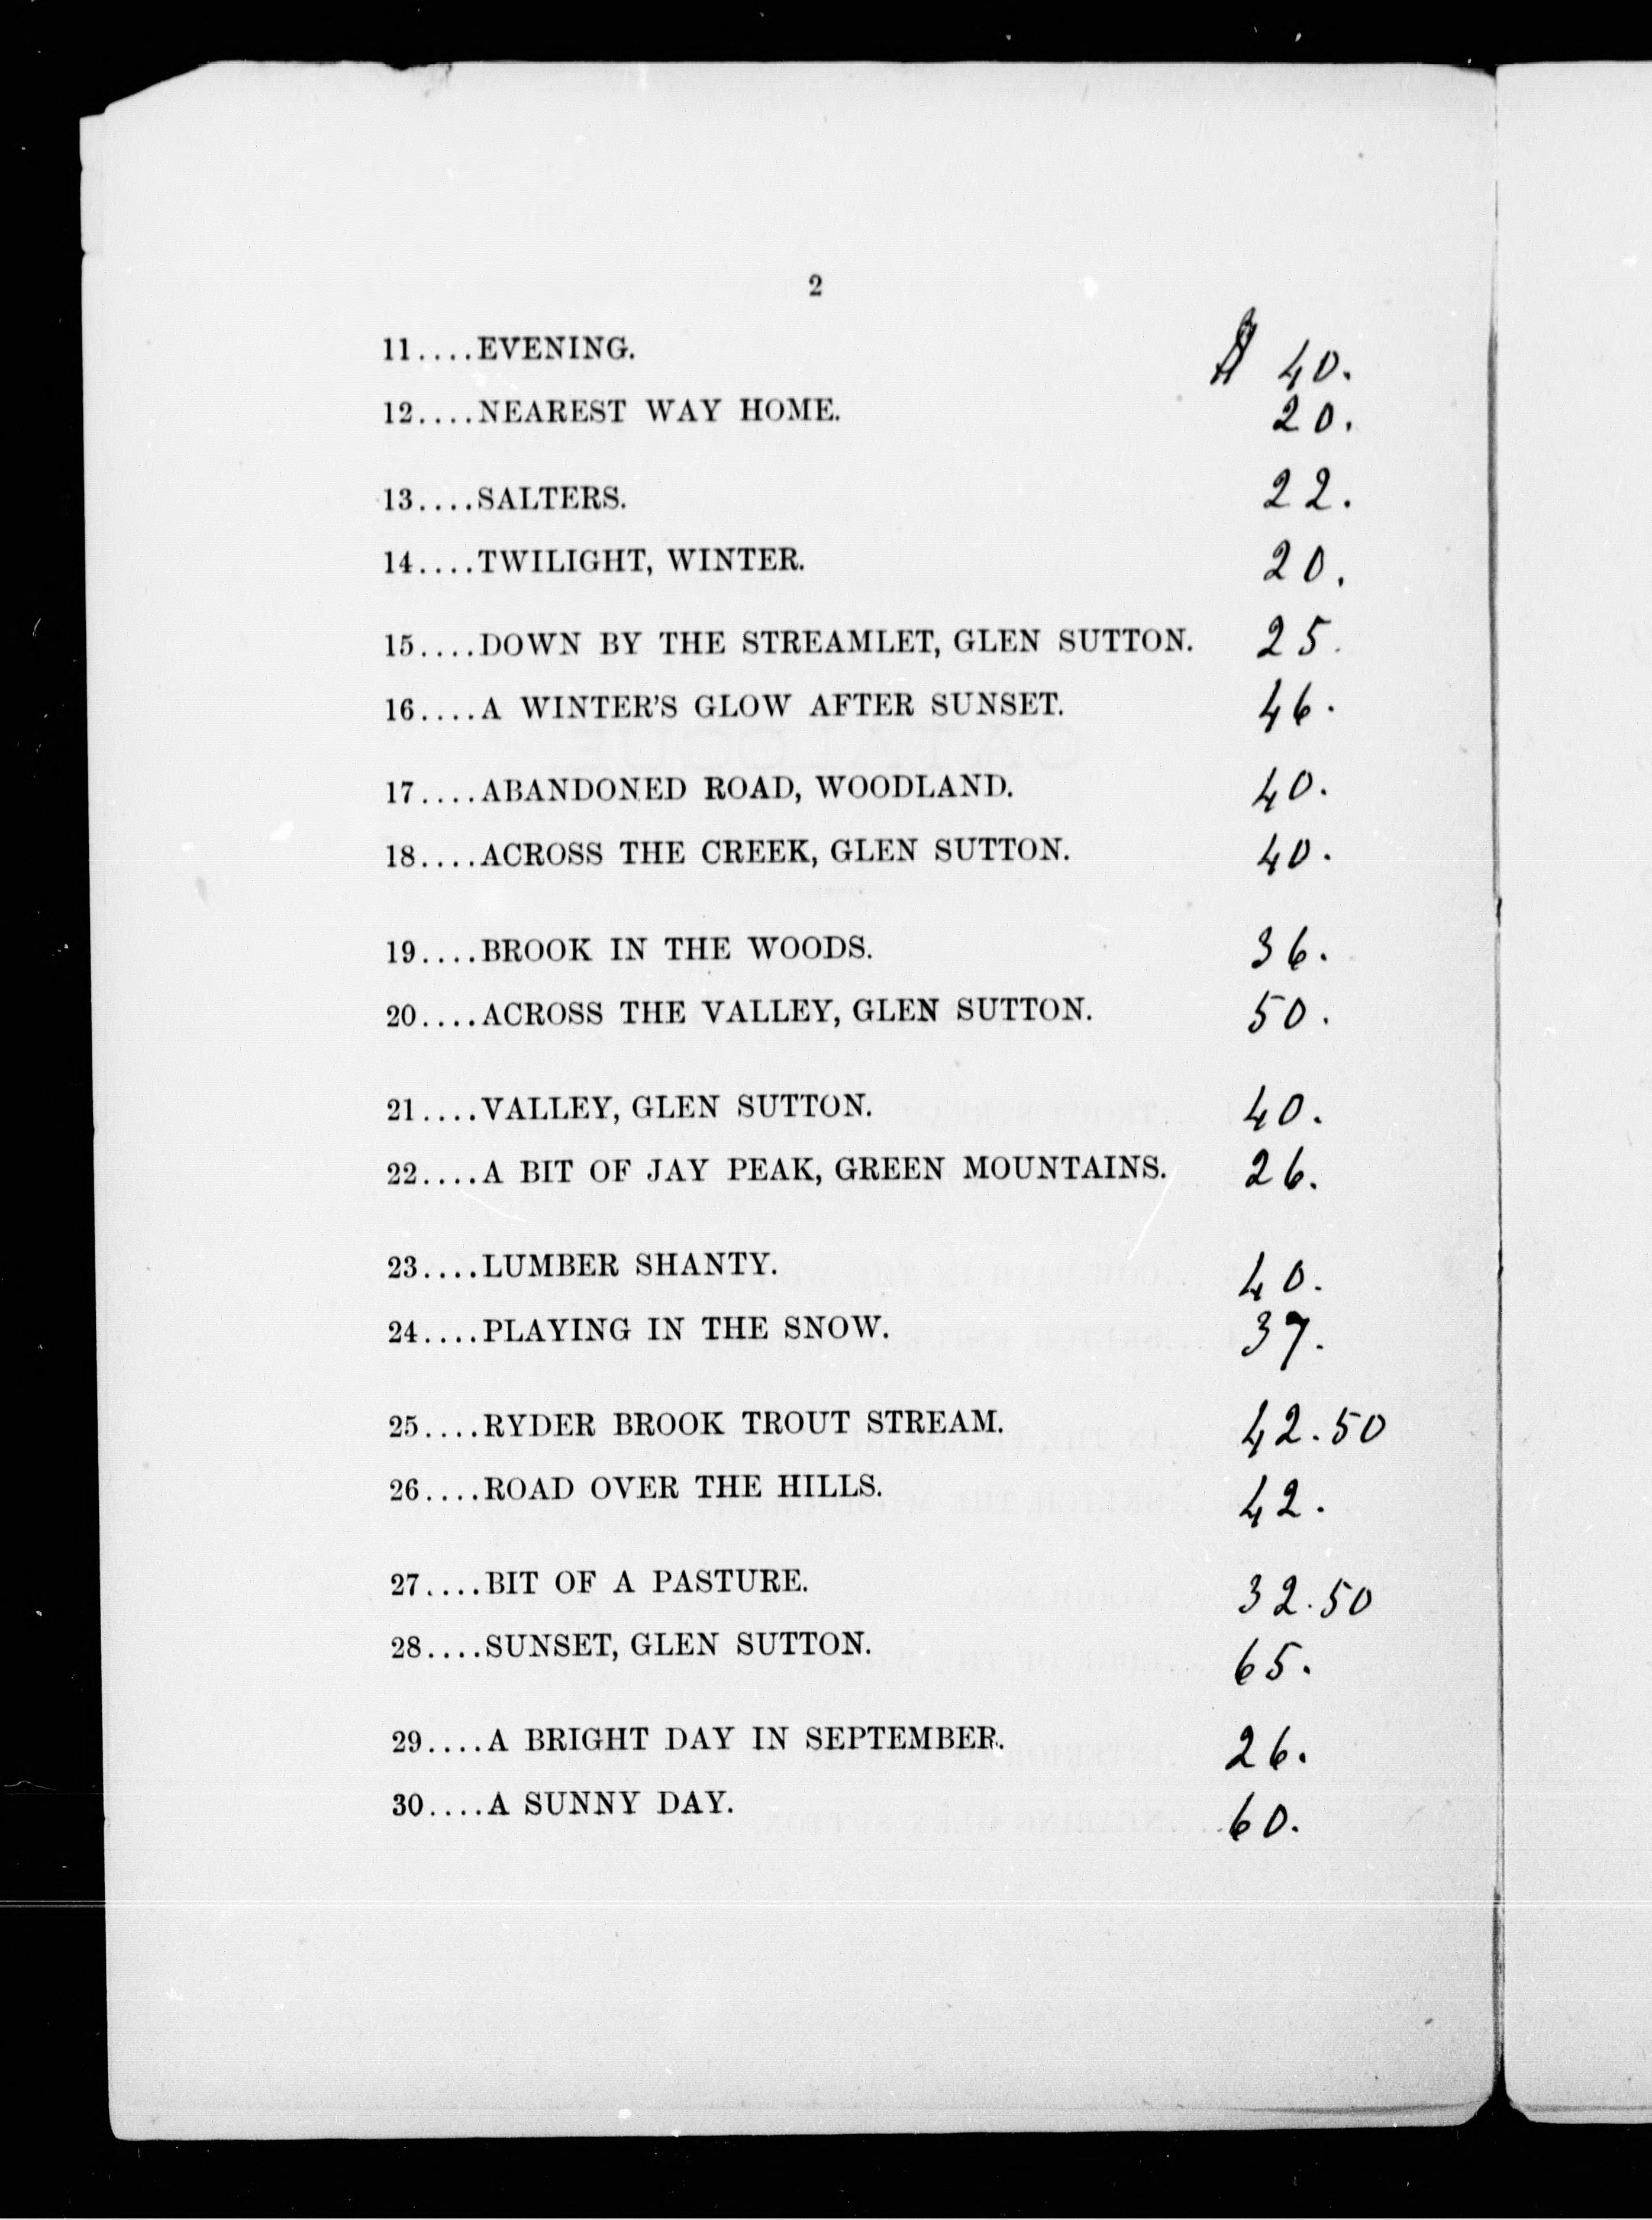 2
11....EVENING. $ 40.
12....NEAREST WAY HOME. 20.
13....SALTERS. 22.
14....TWILIGHT, WINTER. 20.
15....DOWN BY THE STREAMLET, GLEN SUTTON. 25.
16....A WINTER'S GLOW AFTER SUNSET. 46.
17....ABANDONED ROAD, WOODLAND. 40.
18....ACROSS THE CREEK, GLEN SUTTON. 40.
19....BROOK IN THE WOODS. 36.
20....ACROSS THE VALLEY, GLEN SUTTON. 50.
21....VALLEY, GLEN SUTTON. 40.
22....A BIT OF JAY PEAK, GREEN MOUNTAINS. 26.
23....LUMBER SHANTY. 40.
24....PLAYING IN THE SNOW. 37.
25....RYDER BROOK TROUT STREAM. 42.50
26....ROAD OVER THE HILLS. 42.
27....BIT OF A PASTURE. 32.50
28....SUNSET, GLEN SUTTON. 65.
29....A BRIGHT DAY IN SEPTEMBER. 26.
30....A SUNNY DAY. 60.